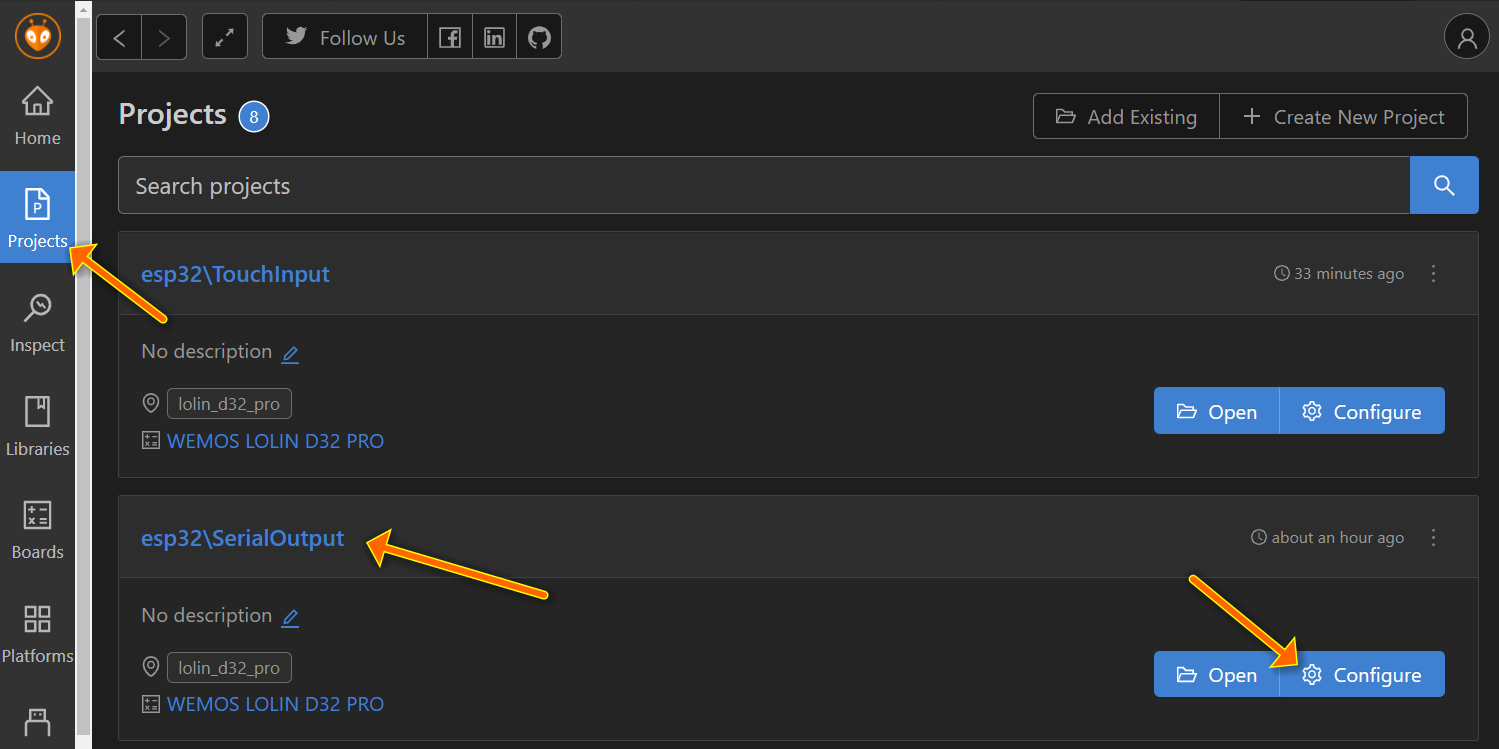 Follow Us
Home
Projects
Inspect
Libraries
Boards
Platforms
Projects 8
Add Existing
Create New Project
Search projects
esp32\TouchInput
33 minutes ago
No description
lolin_d32_pro
WEMOS LOLIN D32 PRO
Open
Configure
esp32\SerialOutput
about an hour ago
No description
lolin_d32_pro
WEMOS LOLIN D32 PRO
Open
Configure